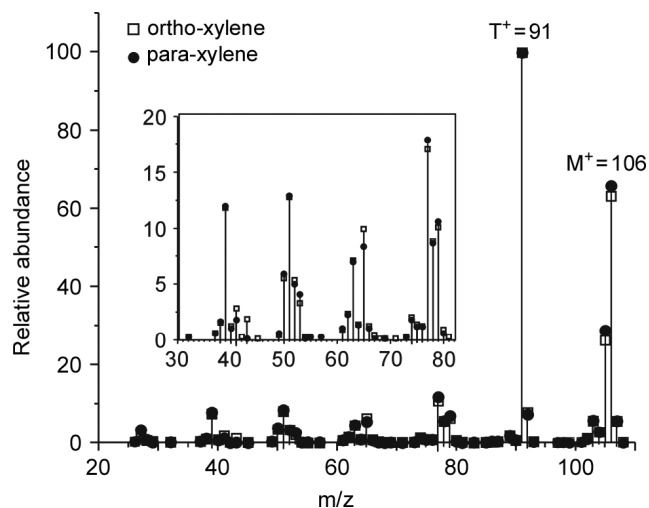 □ ortho-xylene
● para-xylene
T⁺=91
M⁺=106
Relative abundance
100
80
60
40
20
0
20
15
10
5
0
30 40 50 60 70 80
20 40 60 80 100
m/z